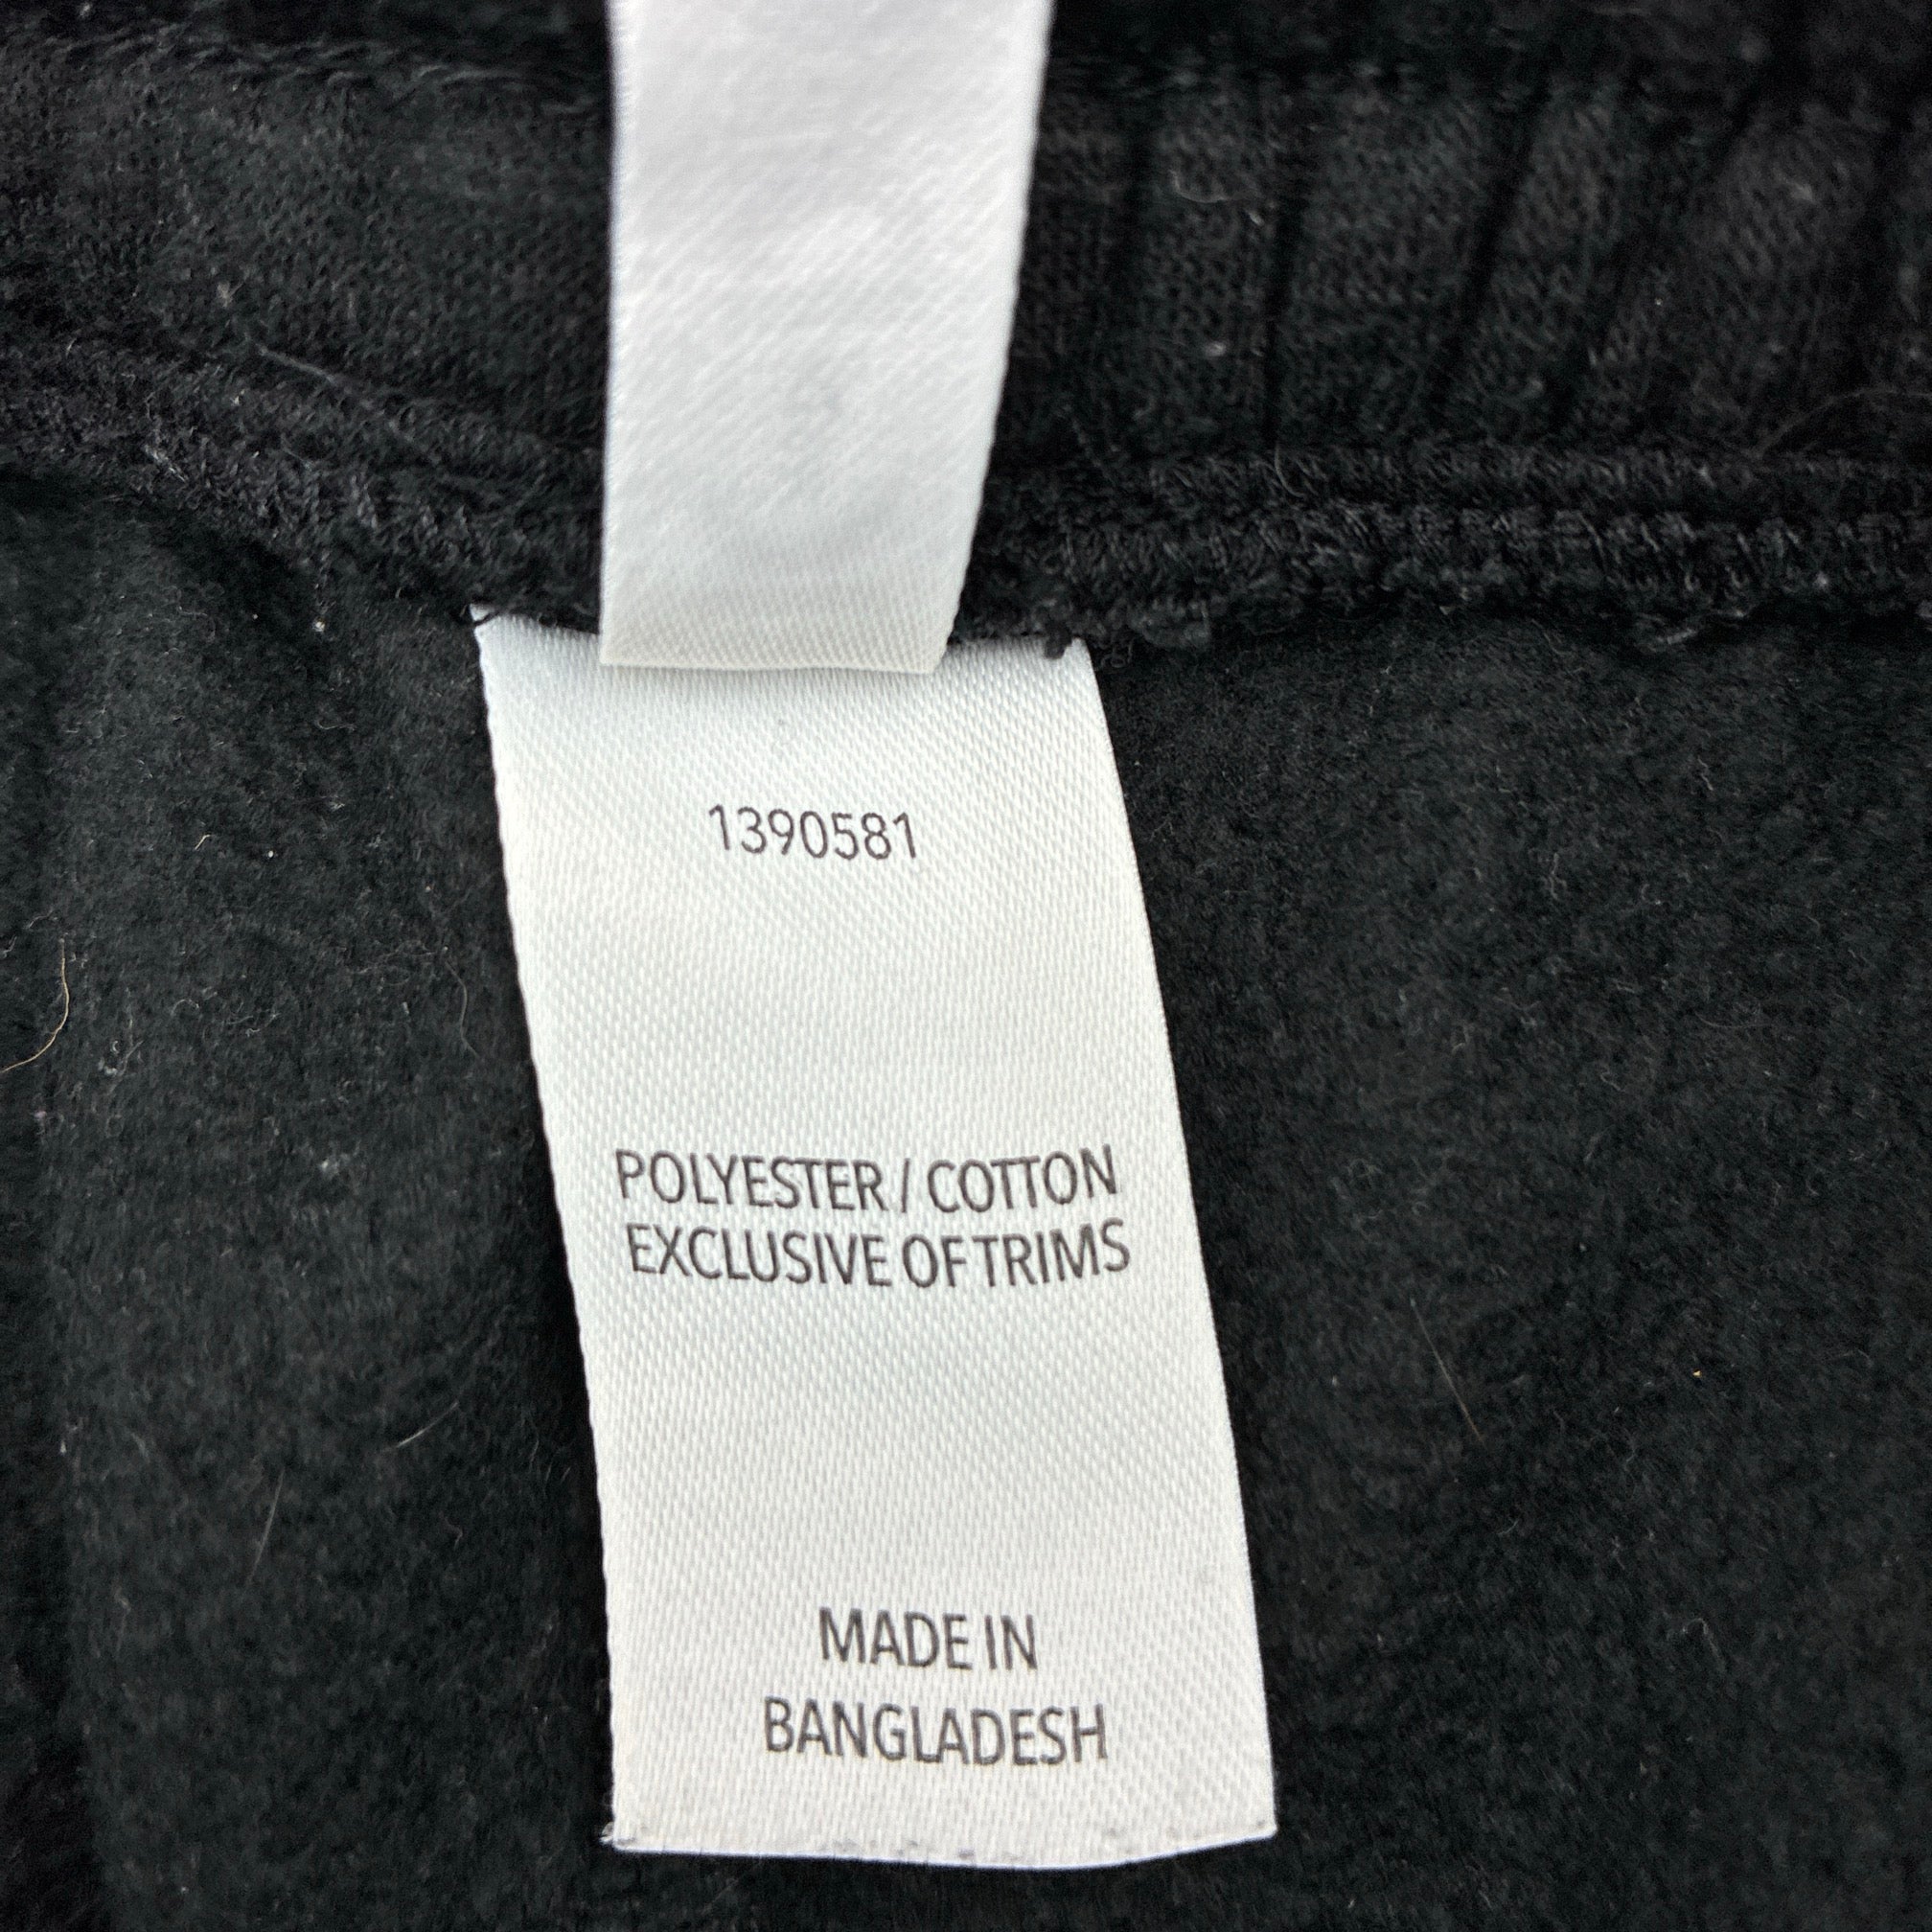 1390581
POLYESTER / COTTON
EXCLUSIVE OF TRIMS
MADE IN
BANGLADESH